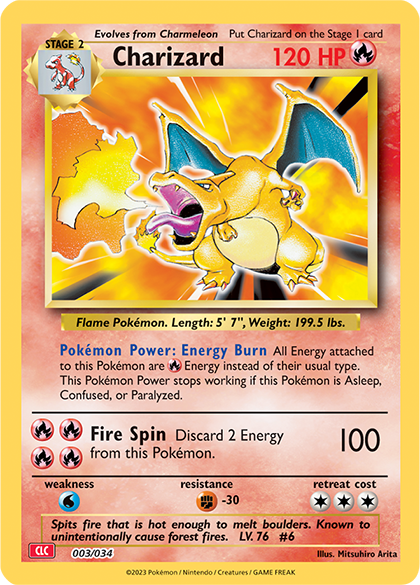 Evolves from Charmeleon Put Charizard on the Stage 1 card
STAGE 2
Charizard 120 HP
Flame Pokémon. Length: 5' 7", Weight: 199.5 lbs.
Pokémon Power: Energy Burn All Energy attached
to this Pokémon are Energy instead of their usual type.
This Pokémon Power stops working if this Pokémon is Asleep,
Confused, or Paralyzed.
Fire Spin Discard 2 Energy
from this Pokémon.
100
weakness resistance retreat cost
-30
Spits fire that is hot enough to melt boulders. Known to
unintentionally cause forest fires. LV. 76 #6
CLC 003/034 Illus. Mitsuhiro Arita
©2023 Pokémon / Nintendo / Creatures / GAME FREAK